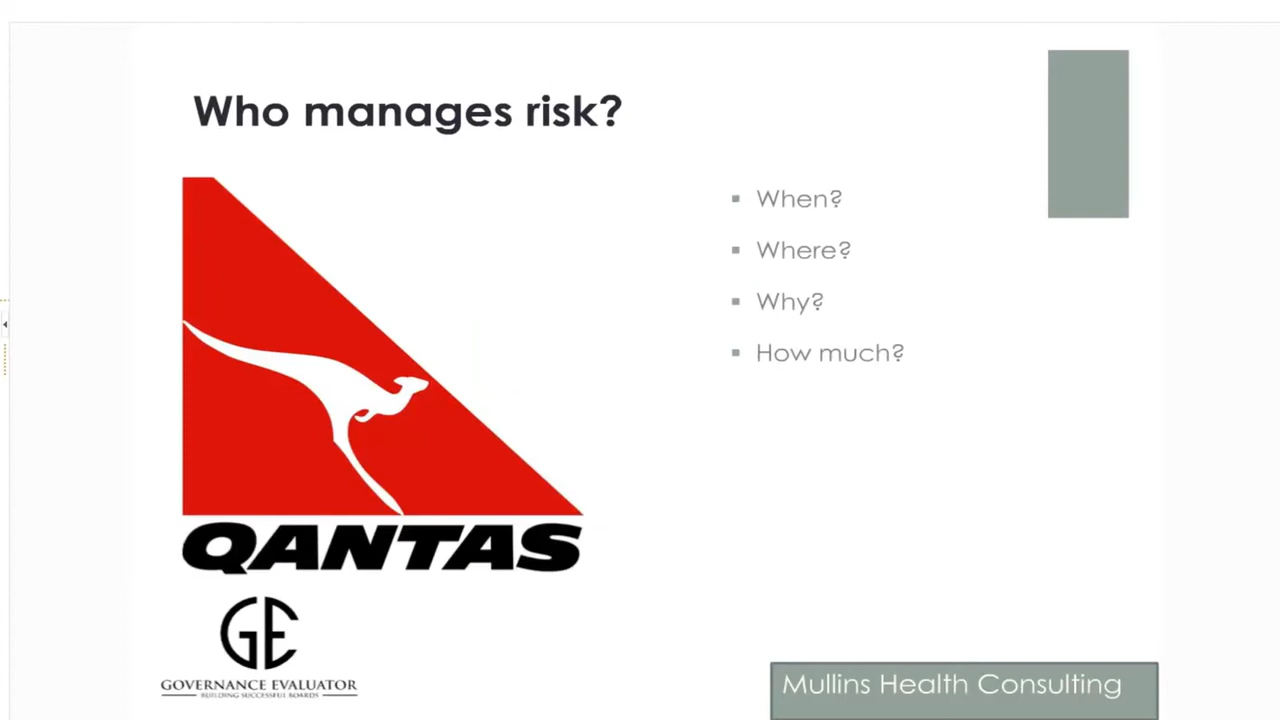 Who manages risk?
When?
Where?
Why?
How much?
QANTAS
GE
GOVERNANCE EVALUATOR
BUILDING SUCCESSFUL BOARDS
Mullins Health Consulting